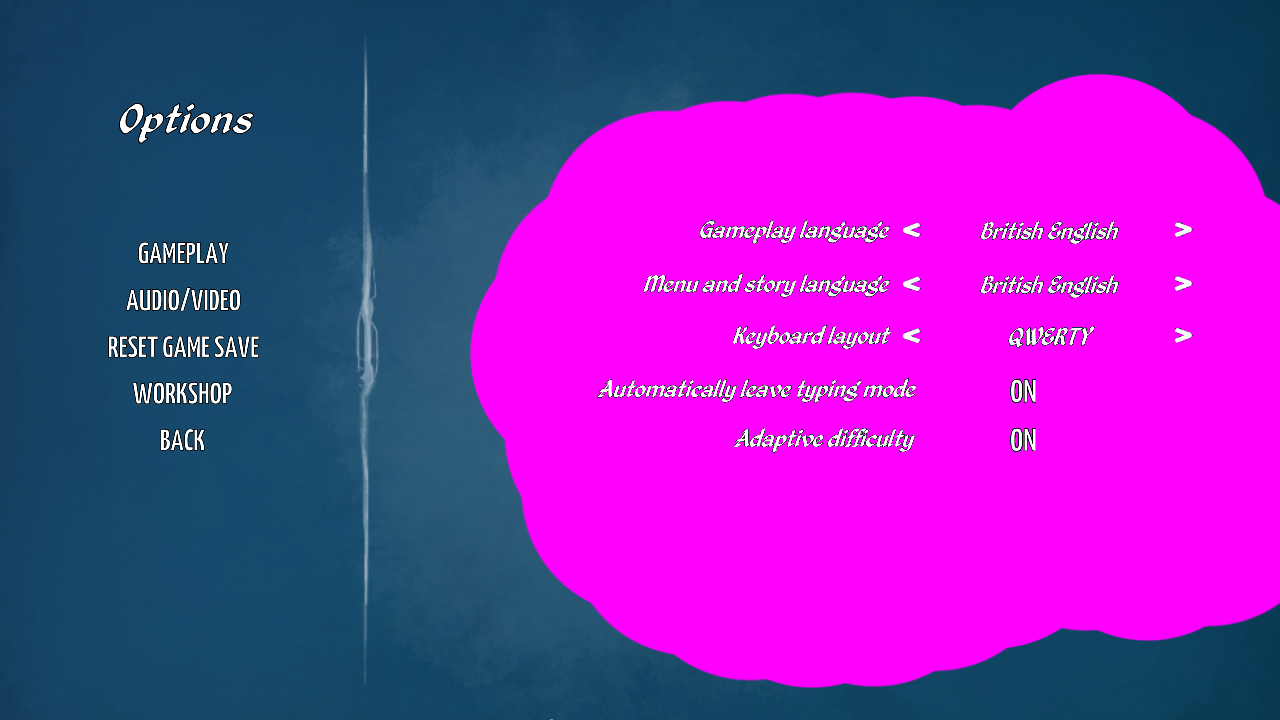 Options
GAMEPLAY
AUDIO/VIDEO
RESET GAME SAVE
WORKSHOP
BACK
Gameplay language < British English >
Menu and story language < British English >
Keyboard layout < QWERTY >
Automatically leave typing mode ON
Adaptive difficulty ON